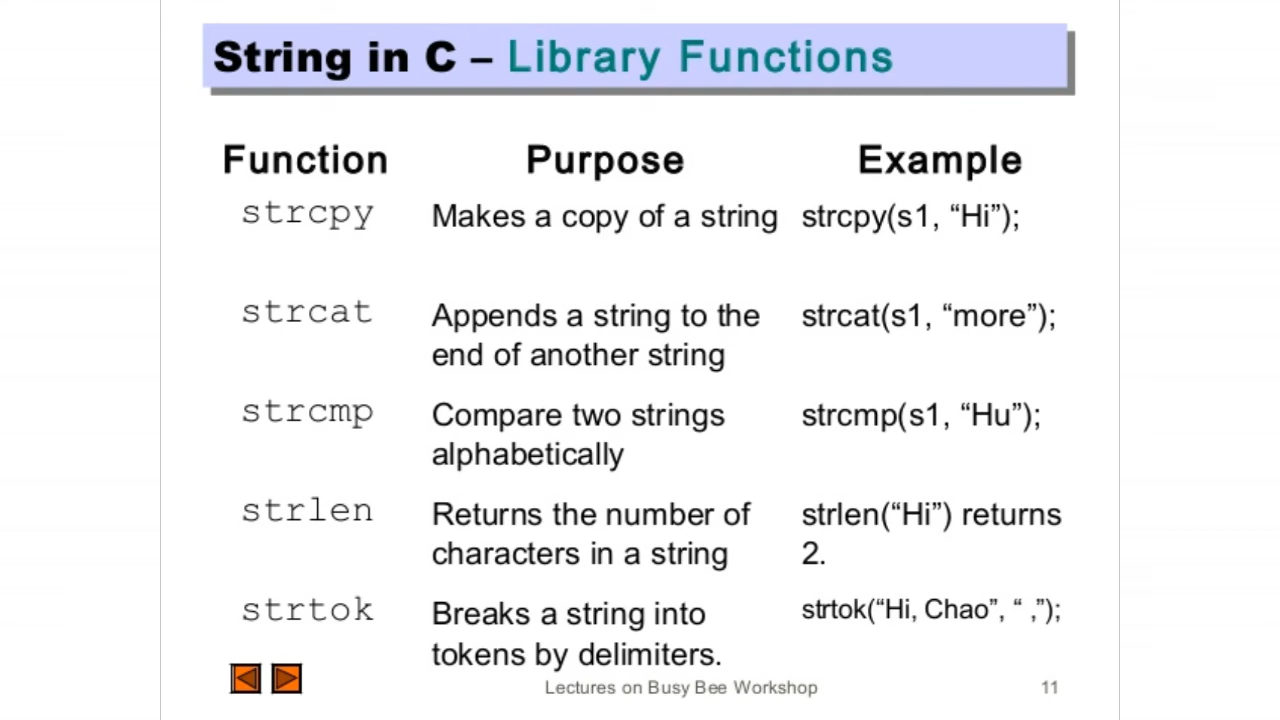 String in C – Library Functions
Function Purpose Example
strcpy Makes a copy of a string strcpy(s1, “Hi”);
strcat Appends a string to the strcat(s1, “more”);
end of another string
strcmp Compare two strings strcmp(s1, “Hu”);
alphabetically
strlen Returns the number of strlen(“Hi”) returns
characters in a string 2.
strtok Breaks a string into strtok(“Hi, Chao”, “ ,”);
tokens by delimiters.
Lectures on Busy Bee Workshop 11